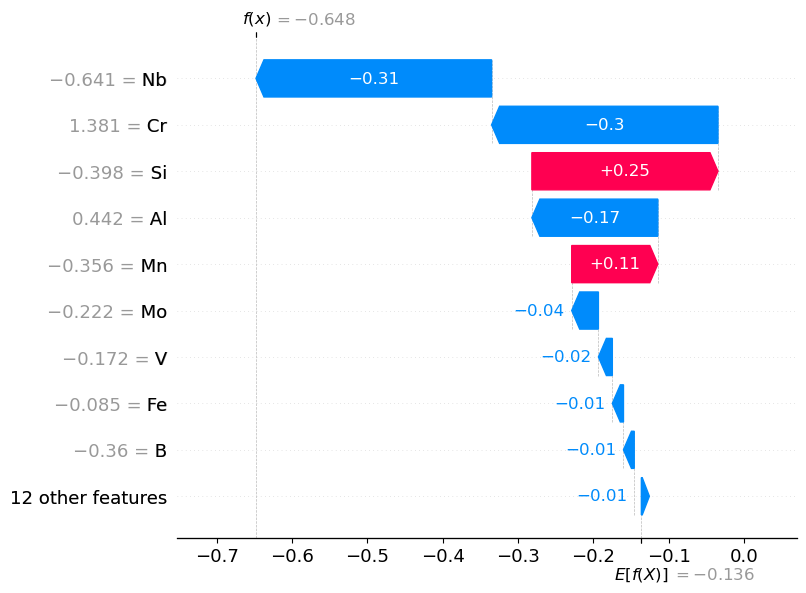 f(x) = −0.648
−0.641 = Nb
−0.31
1.381 = Cr
−0.3
−0.398 = Si
+0.25
0.442 = Al
−0.17
−0.356 = Mn
+0.11
−0.222 = Mo
−0.04
−0.172 = V
−0.02
−0.085 = Fe
−0.01
−0.36 = B
−0.01
12 other features
−0.01
−0.7 −0.6 −0.5 −0.4 −0.3 −0.2 −0.1 0.0
E[f(X)] = −0.136